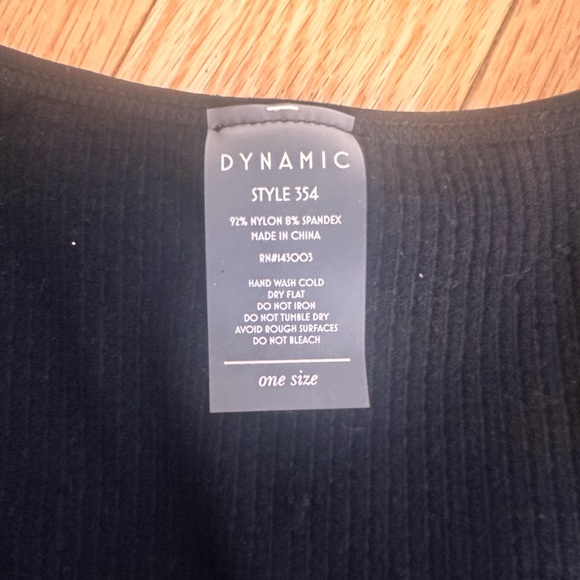 DYNAMIC
STYLE 354
92% NYLON 8% SPANDEX
MADE IN CHINA
RN#143003
HAND WASH COLD
DRY FLAT
DO NOT IRON
DO NOT TUMBLE DRY
AVOID ROUGH SURFACES
DO NOT BLEACH
one size